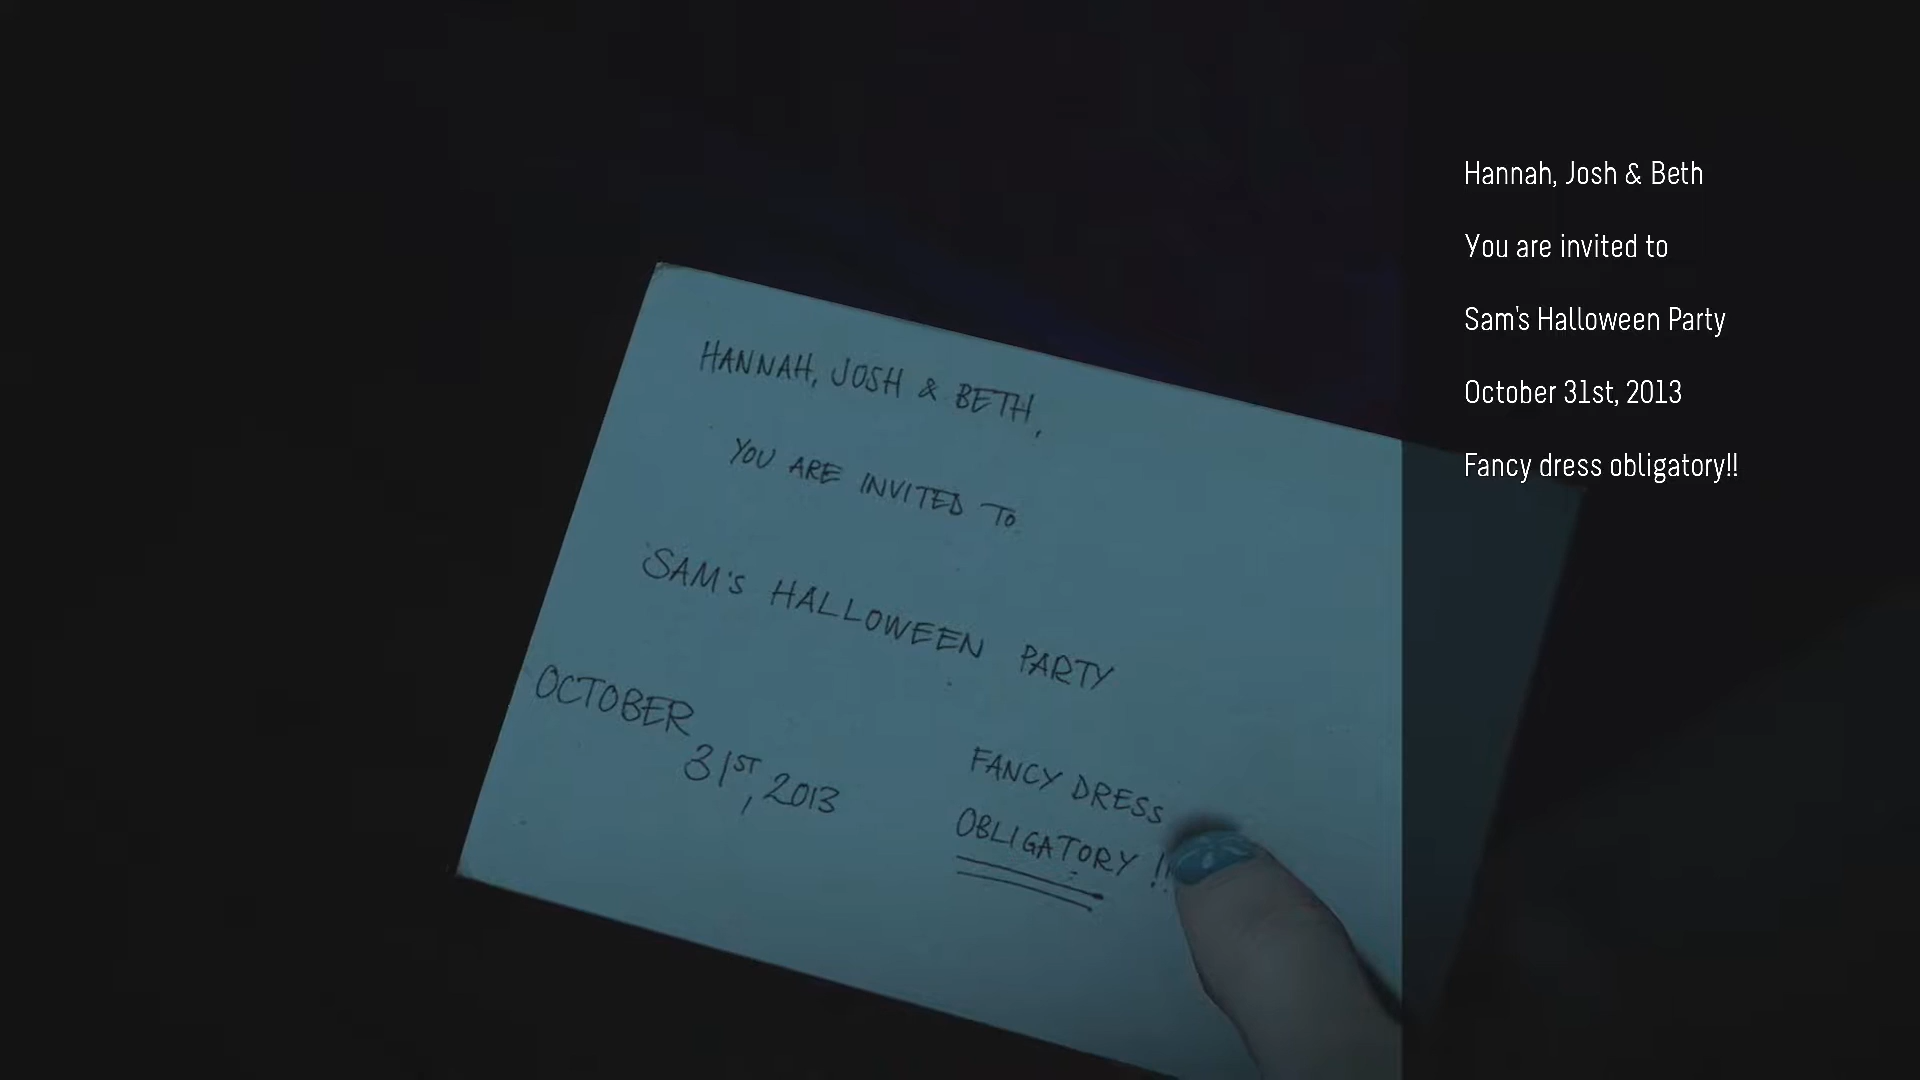 HANNAH, JOSH & BETH,
YOU ARE INVITED TO
SAM'S HALLOWEEN PARTY
OCTOBER
31ST, 2013
FANCY DRESS
OBLIGATORY !!
Hannah, Josh & Beth
You are invited to
Sam's Halloween Party
October 31st, 2013
Fancy dress obligatory!!